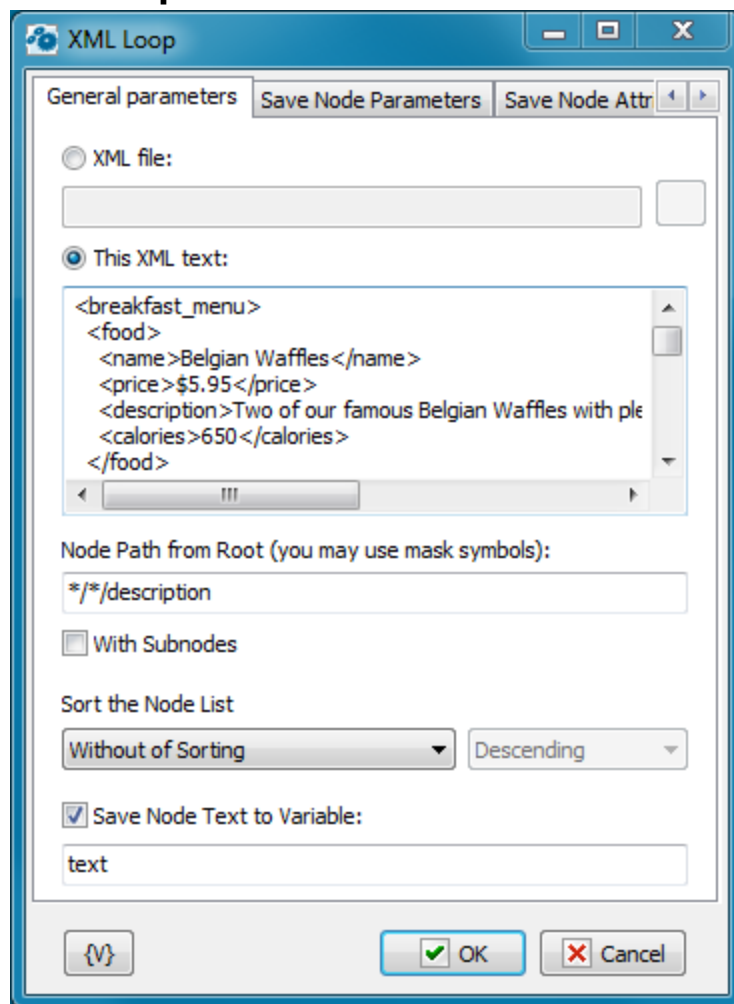 XML Loop
General parameters Save Node Parameters Save Node Attr
XML file:
This XML text:
<breakfast_menu>
<food>
<name>Belgian Waffles</name>
<price>$5.95</price>
<description>Two of our famous Belgian Waffles with ple
<calories>650</calories>
</food>
Node Path from Root (you may use mask symbols):
*/*/description
With Subnodes
Sort the Node List
Without of Sorting Descending
Save Node Text to Variable:
text
{V} OK Cancel